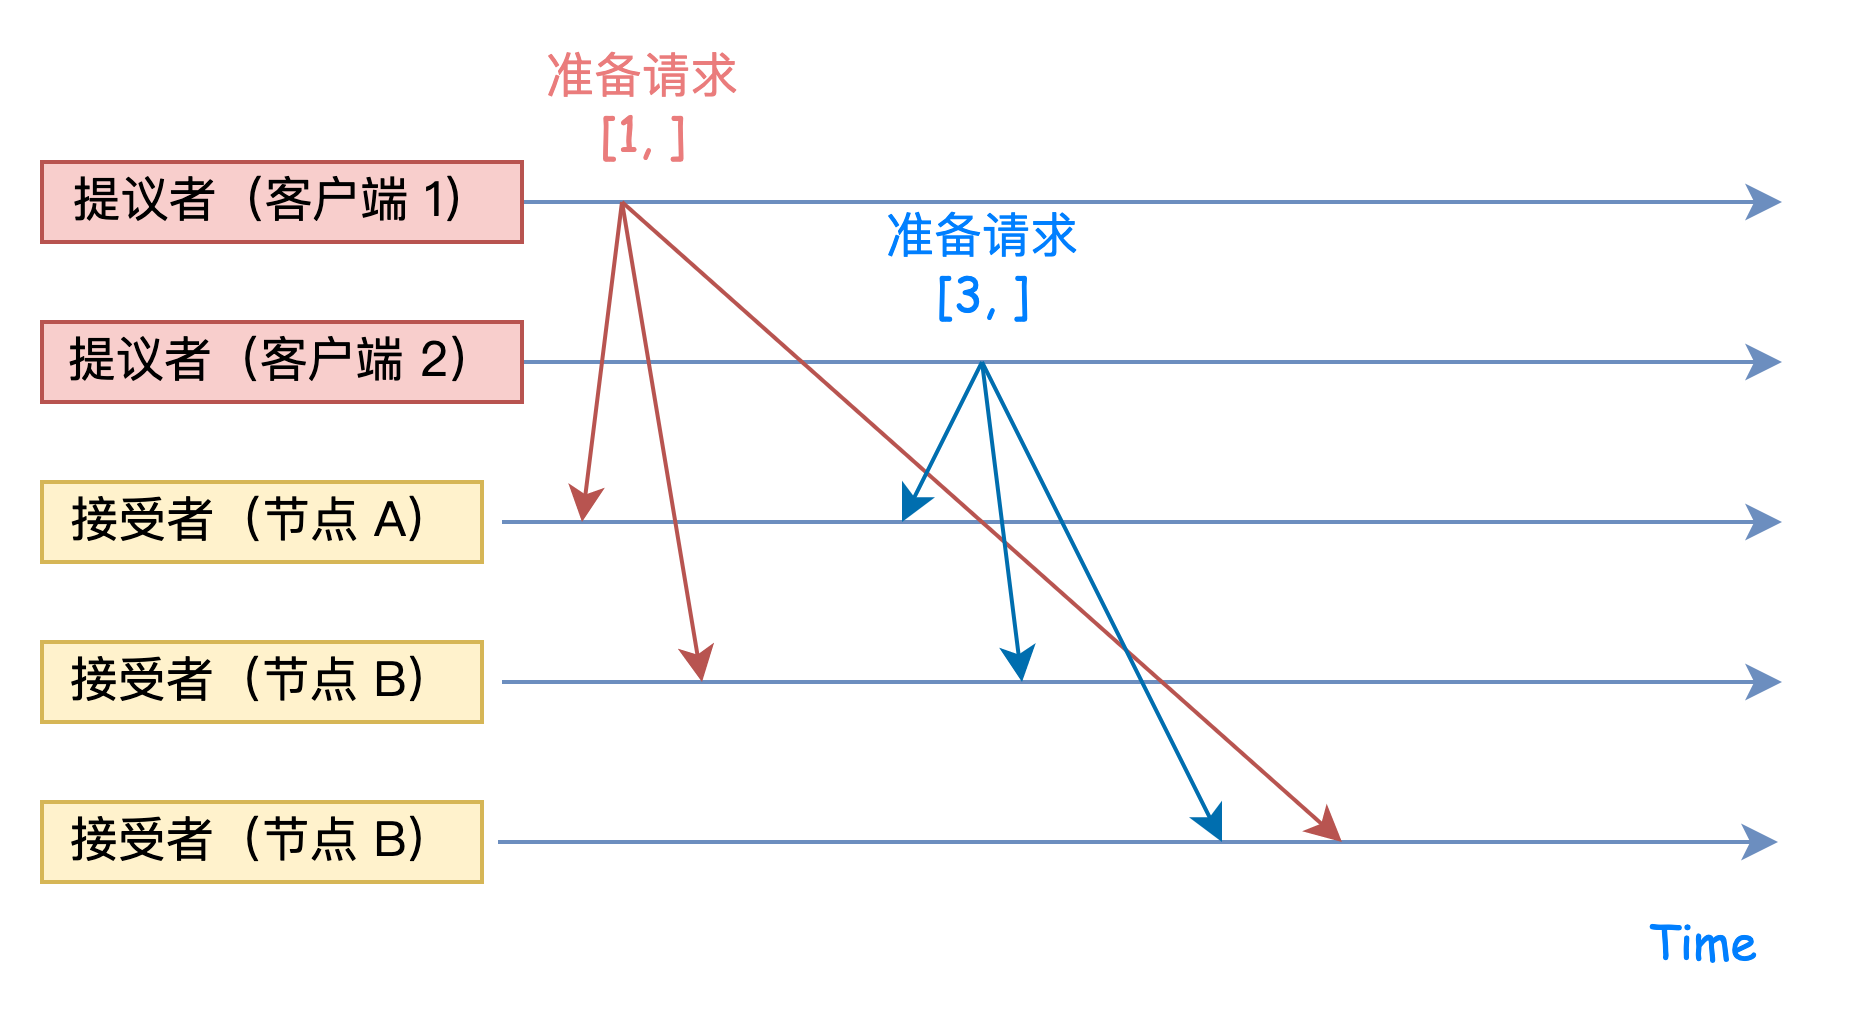 准备请求
[1, ]
提议者（客户端 1）
准备请求
[3, ]
提议者（客户端 2）
接受者（节点 A）
接受者（节点 B）
接受者（节点 B）
Time